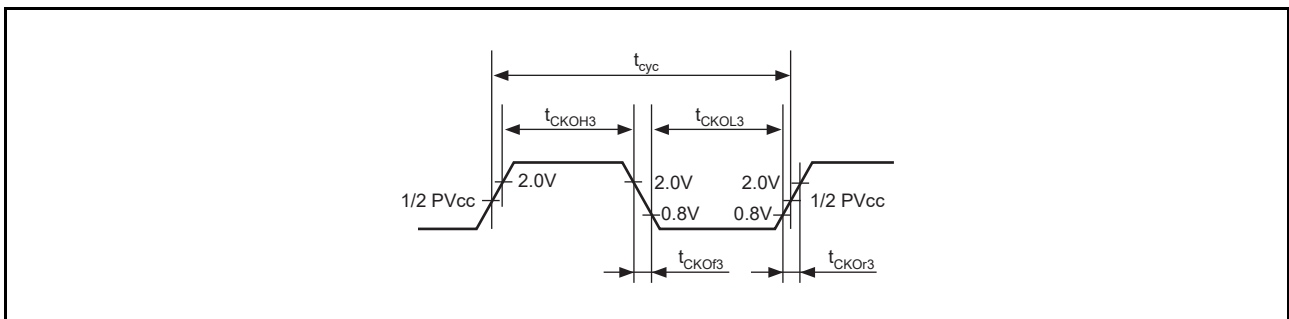 tcyc
tCKOH3 tCKOL3
2.0V 2.0V 2.0V
1/2 PVcc 1/2 PVcc
0.8V 0.8V
tCKOf3 tCKOr3